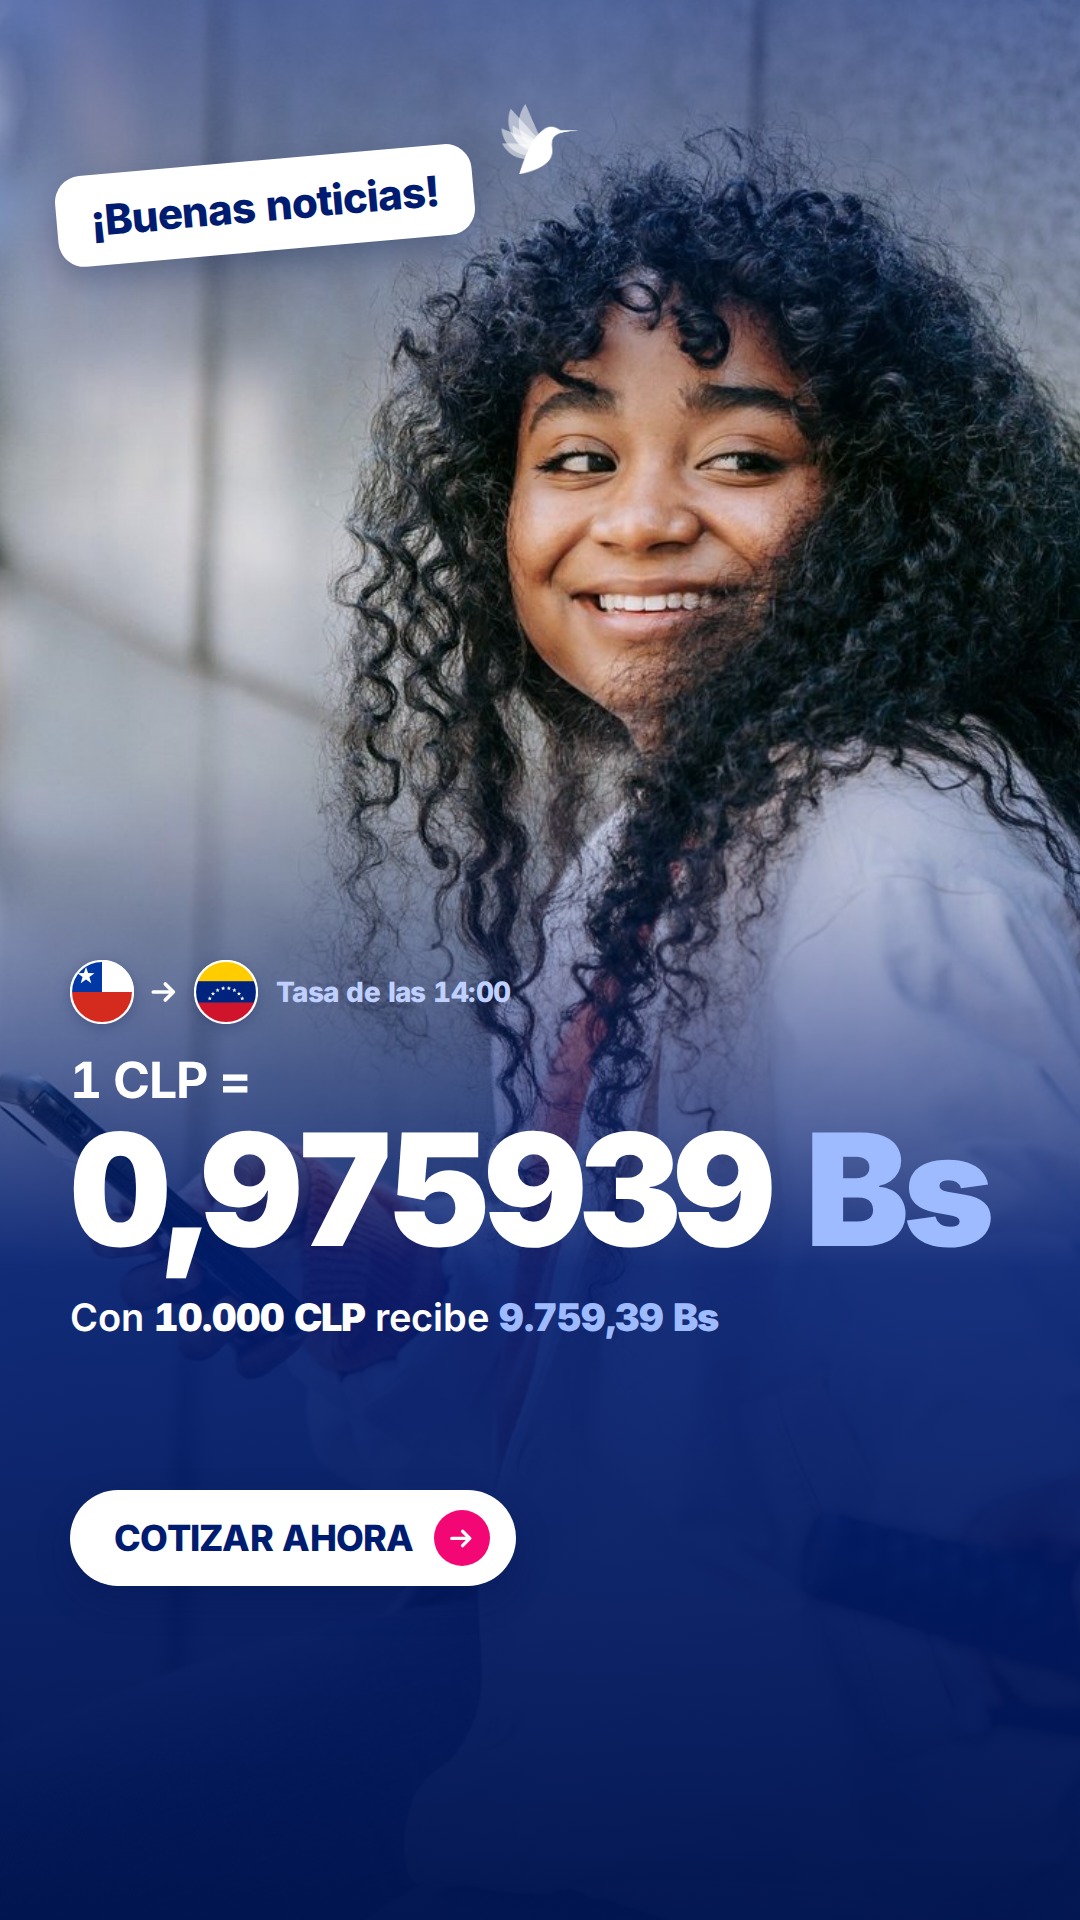 ¡Buenas noticias!
Tasa de las 14:00
1 CLP =
0,975939 Bs
Con 10.000 CLP recibe 9.759,39 Bs
COTIZAR AHORA